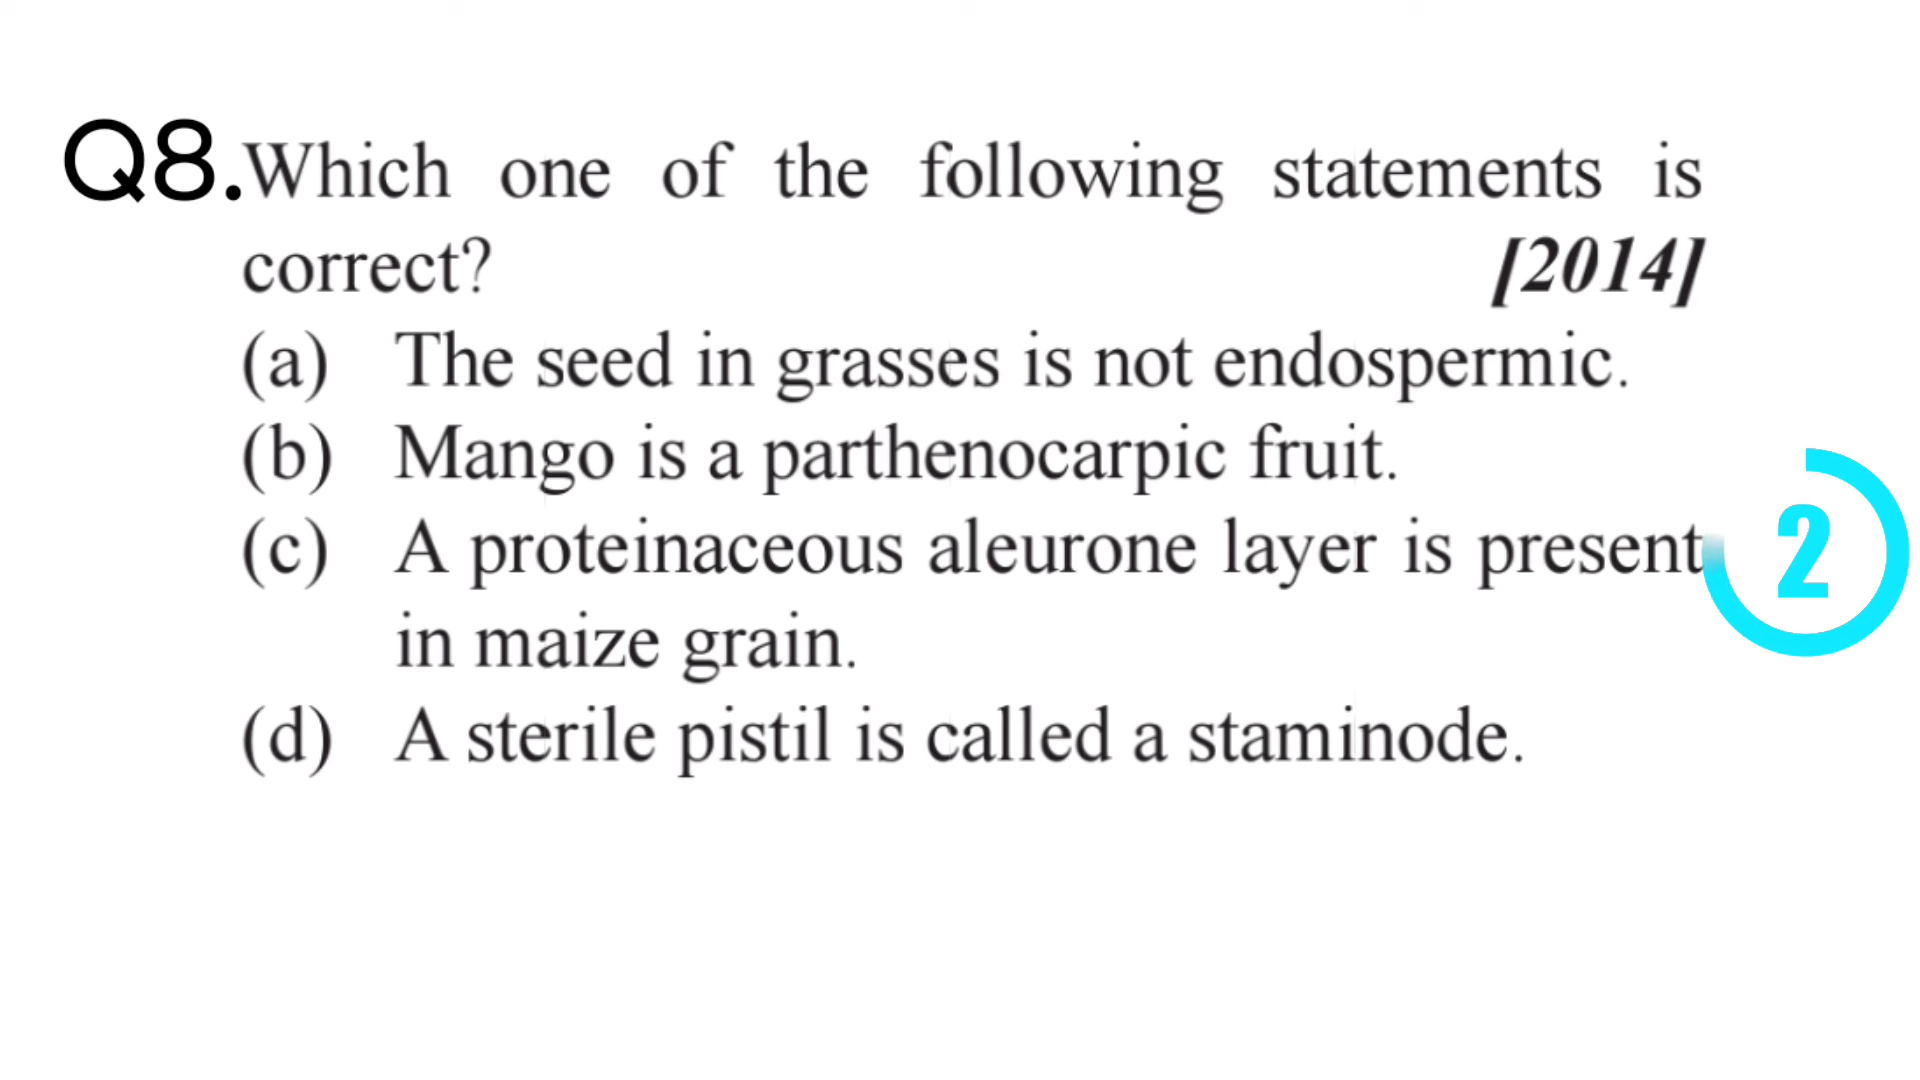 Q8. Which one of the following statements is
correct? [2014]
(a) The seed in grasses is not endospermic.
(b) Mango is a parthenocarpic fruit.
(c) A proteinaceous aleurone layer is present
in maize grain.
(d) A sterile pistil is called a staminode.
2